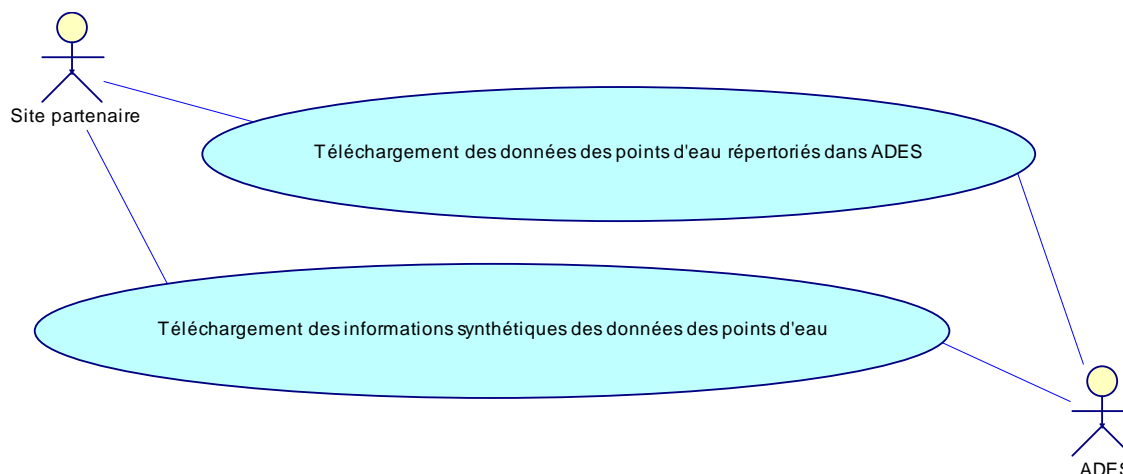 Site partenaire
Téléchargement des données des points d'eau répertoriés dans ADES
Téléchargement des informations synthétiques des données des points d'eau
ADES